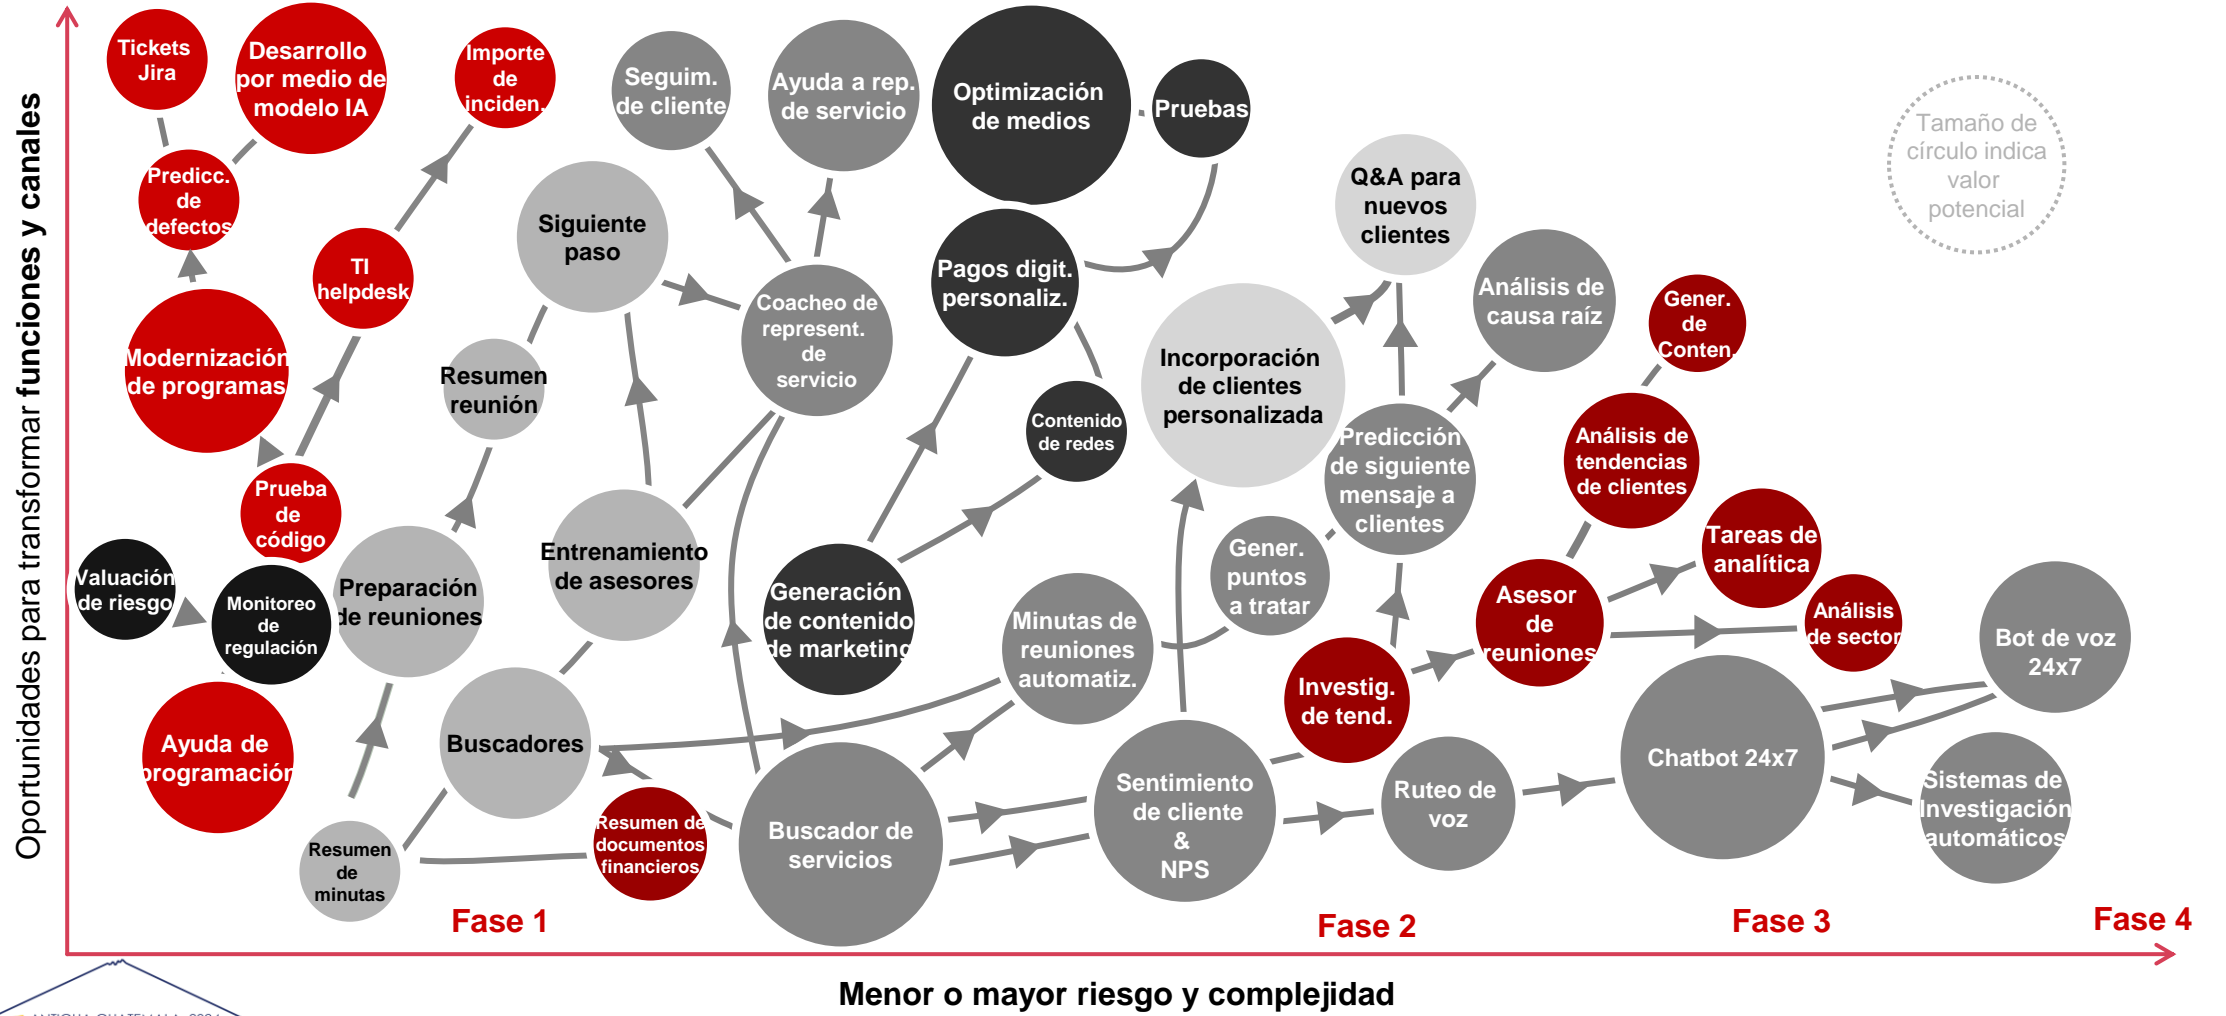 Oportunidades para transformar funciones y canales
Tickets
Jira
Desarrollo
por medio de
modelo IA
Importe
de
inciden.
Seguim.
de cliente
Ayuda a rep.
de servicio
Optimización
de medios
Pruebas
Tamaño de
círculo indica
valor
potencial
Predicc.
de
defectos
Siguiente
paso
Q&A para
nuevos
clientes
TI
helpdesk
Pagos digit.
personaliz.
Análisis de
causa raíz
Gener.
de
Conten.
Modernización
de programas
Resumen
reunión
Coacheo de
represent.
de
servicio
Incorporación
de clientes
personalizada
Contenido
de redes
Predicción
de siguiente
mensaje a
clientes
Análisis de
tendencias
de clientes
Prueba
de
código
Tareas de
analítica
Valuación
de riesgo
Monitoreo
de
regulación
Preparación
de reuniones
Entrenamiento
de asesores
Generación
de contenido
de marketing
Minutas de
reuniones
automatiz.
Gener.
puntos
a tratar
Asesor
de
reuniones
Análisis
de sector
Bot de voz
24x7
Investig.
de tend.
Ayuda de
programación
Buscadores
Chatbot 24x7
Resumen
de
minutas
Resumen de
documentos
financieros
Buscador de
servicios
Sentimiento
de cliente
&
NPS
Ruteo de
voz
Sistemas de
Investigación
automáticos
Fase 1
Fase 2
Fase 3
Fase 4
Menor o mayor riesgo y complejidad
ANTIGUA GUATEMALA, 2024